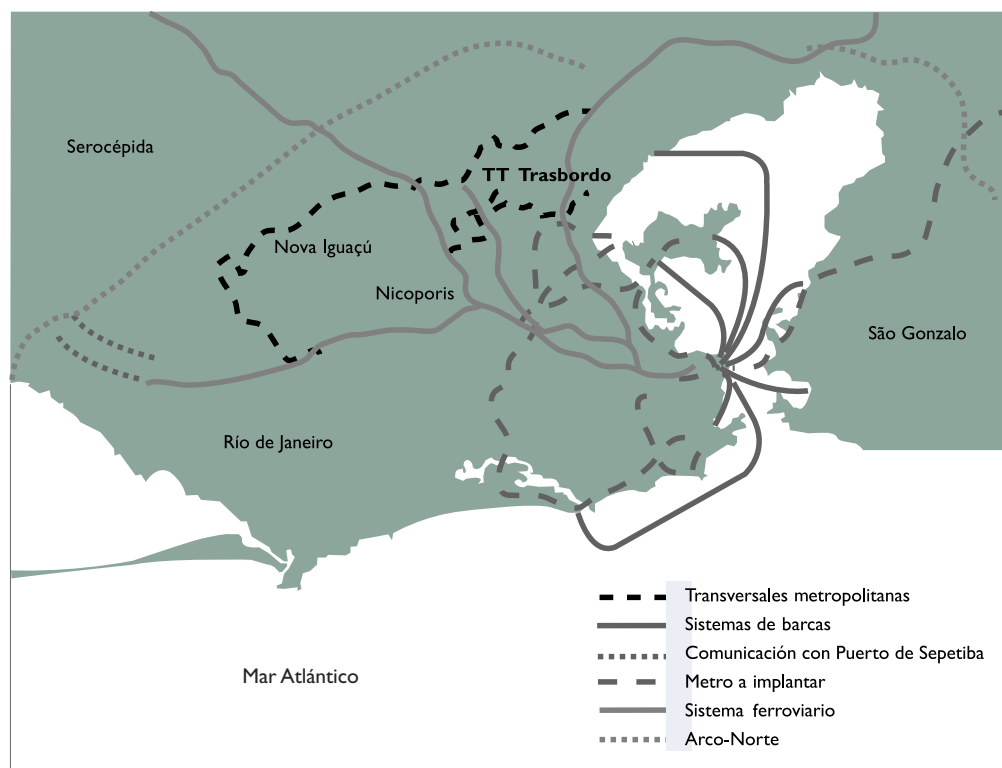 Serocépida
TT Trasbordo
Nova Iguaçú
Nicoporis
São Gonzalo
Río de Janeiro
Transversales metropolitanas
Sistemas de barcas
Comunicación con Puerto de Sepetiba
Mar Atlántico
Metro a implantar
Sistema ferroviario
Arco-Norte